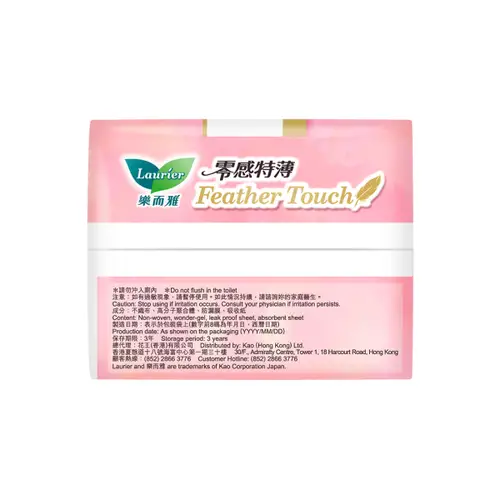 Laurier
樂而雅
零感特薄
Feather Touch
*請勿沖入廁內 *Do not flush in the toilet
注意：如有過敏現象，請暫停使用。如此情況持續，請諮詢妳的家庭醫生。
Caution: Stop using if irritation occurs. Consult your physician if irritation persists.
成分：不織布、高分子聚合體、防漏膜、吸收紙
Content: Non-woven, wonder-gel, leak proof sheet, absorbent sheet
製造日期：表示於包裝袋上(數字前8碼為年月日，西曆日期)
Production date: As shown on the packaging (YYYY/MM/DD)
保存期限：3年 Storage period: 3 years
總代理：花王(香港)有限公司 Distributed by: Kao (Hong Kong) Ltd.
香港夏慤道十八號海富中心第一期三十樓 30/F., Admiralty Centre, Tower 1, 18 Harcourt Road, Hong Kong
顧客熱線：(852) 2866 3776 Customer Hotline: (852) 2866 3776
Laurier and 樂而雅 are trademarks of Kao Corporation Japan.